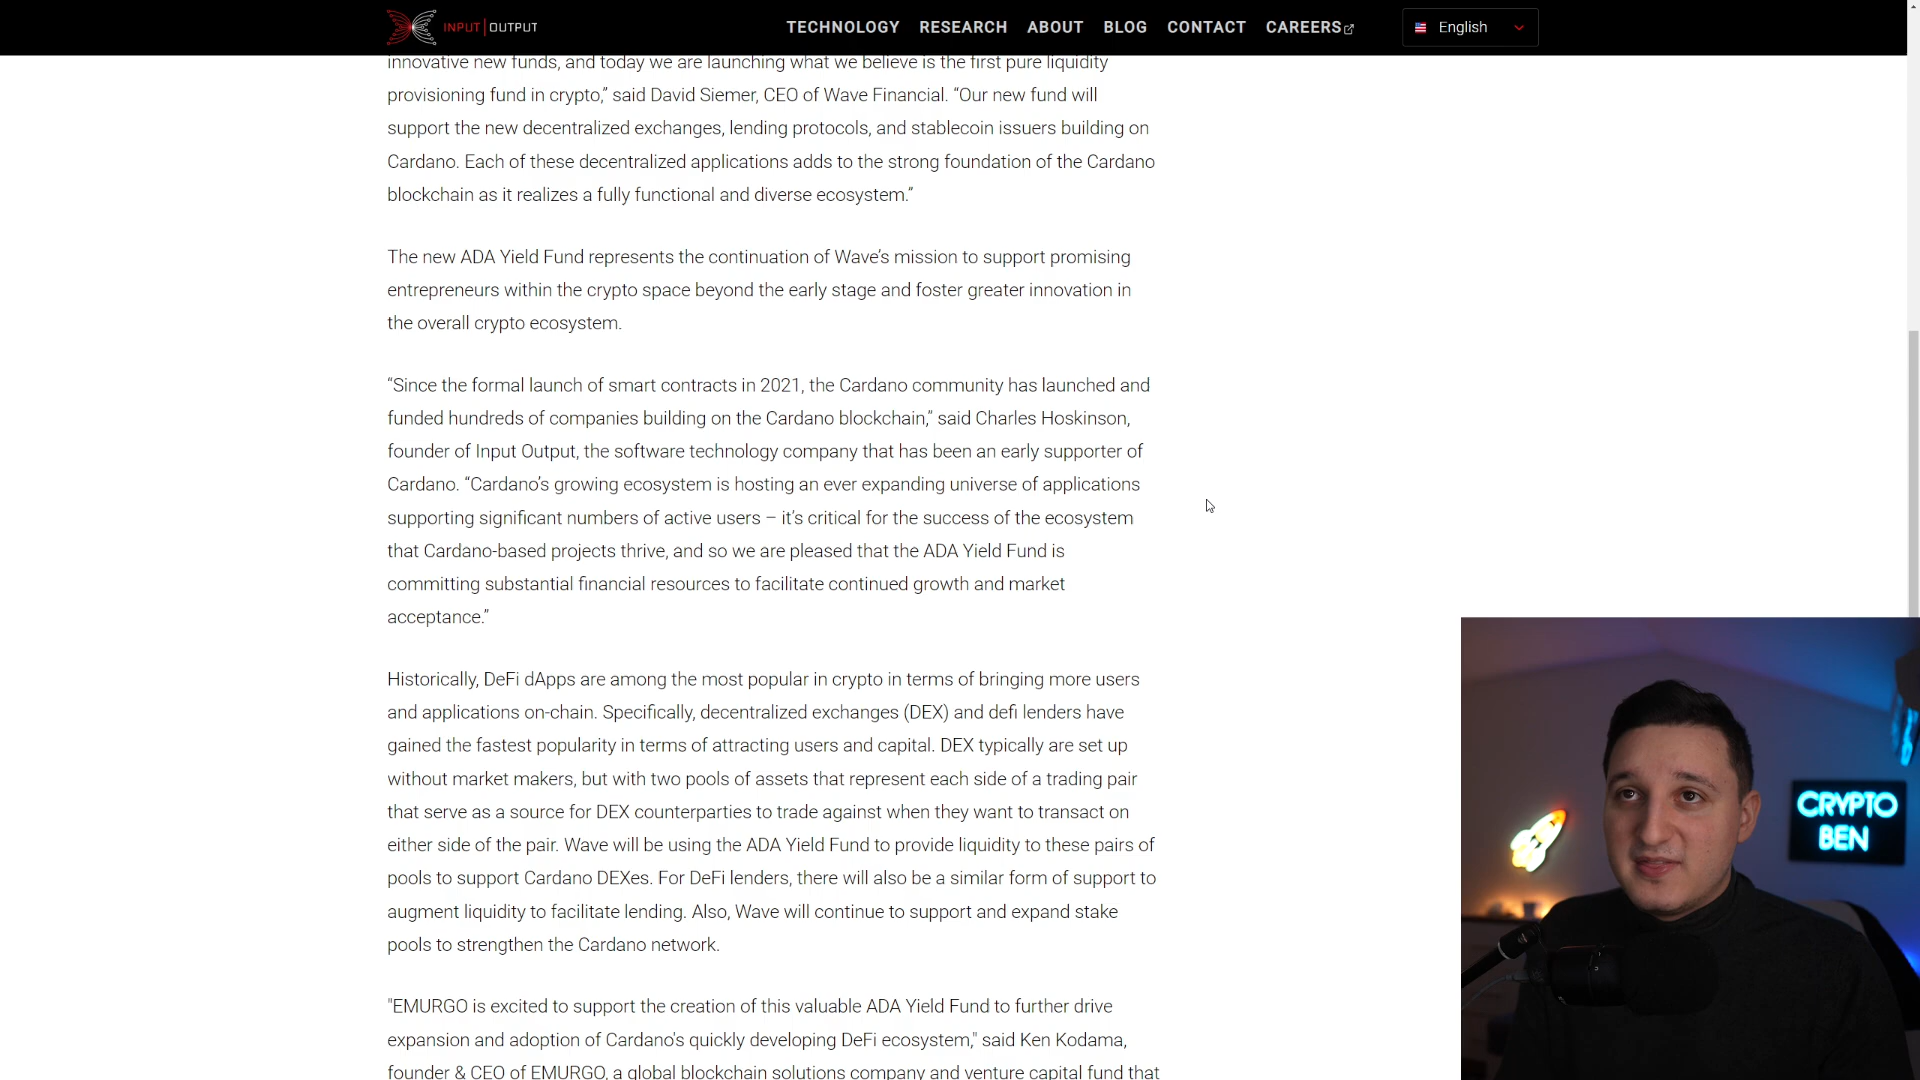 INPUT | OUTPUT
TECHNOLOGY RESEARCH ABOUT BLOG CONTACT CAREERS
English
innovative new funds, and today we are launching what we believe is the first pure liquidity
provisioning fund in crypto,” said David Siemer, CEO of Wave Financial. “Our new fund will
support the new decentralized exchanges, lending protocols, and stablecoin issuers building on
Cardano. Each of these decentralized applications adds to the strong foundation of the Cardano
blockchain as it realizes a fully functional and diverse ecosystem.”
The new ADA Yield Fund represents the continuation of Wave’s mission to support promising
entrepreneurs within the crypto space beyond the early stage and foster greater innovation in
the overall crypto ecosystem.
“Since the formal launch of smart contracts in 2021, the Cardano community has launched and
funded hundreds of companies building on the Cardano blockchain,” said Charles Hoskinson,
founder of Input Output, the software technology company that has been an early supporter of
Cardano. “Cardano’s growing ecosystem is hosting an ever expanding universe of applications
supporting significant numbers of active users – it’s critical for the success of the ecosystem
that Cardano-based projects thrive, and so we are pleased that the ADA Yield Fund is
committing substantial financial resources to facilitate continued growth and market
acceptance.”
Historically, DeFi dApps are among the most popular in crypto in terms of bringing more users
and applications on-chain. Specifically, decentralized exchanges (DEX) and defi lenders have
gained the fastest popularity in terms of attracting users and capital. DEX typically are set up
without market makers, but with two pools of assets that represent each side of a trading pair
that serve as a source for DEX counterparties to trade against when they want to transact on
either side of the pair. Wave will be using the ADA Yield Fund to provide liquidity to these pairs of
pools to support Cardano DEXes. For DeFi lenders, there will also be a similar form of support to
augment liquidity to facilitate lending. Also, Wave will continue to support and expand stake
pools to strengthen the Cardano network.
"EMURGO is excited to support the creation of this valuable ADA Yield Fund to further drive
expansion and adoption of Cardano's quickly developing DeFi ecosystem," said Ken Kodama,
founder & CEO of EMURGO, a global blockchain solutions company and venture capital fund that
CRYPTO
BEN